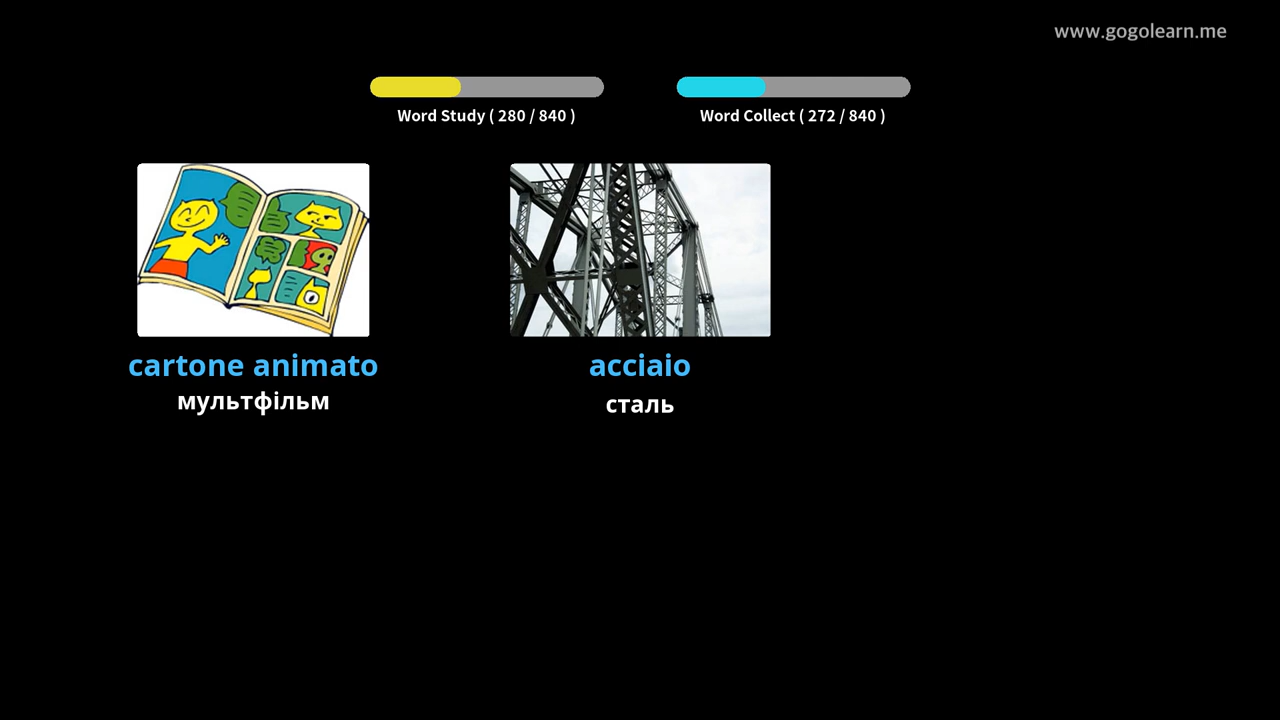 www.gogolearn.me
Word Study ( 280 / 840 )
Word Collect ( 272 / 840 )
cartone animato
мультфільм
acciaio
сталь